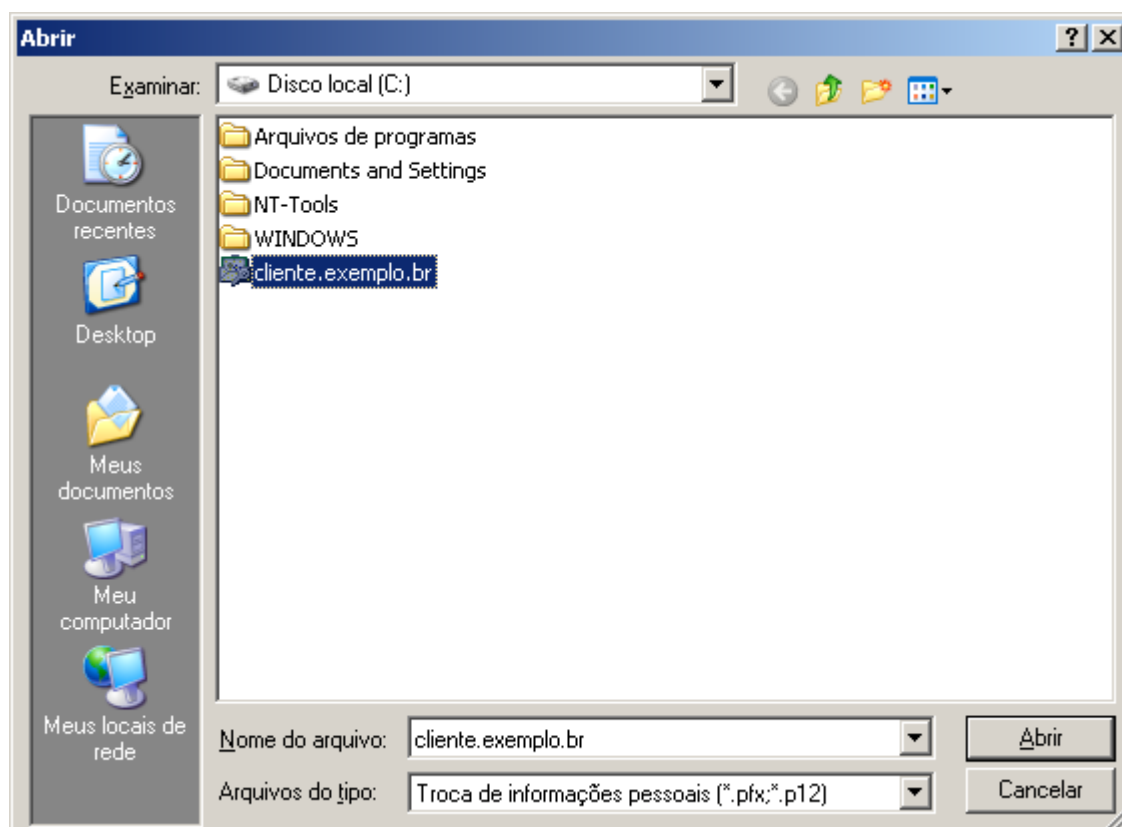 Abrir
Examinar:
Disco local (C:)
Documentos
recentes
Desktop
Meus
documentos
Meu
computador
Meus locais de
rede
Arquivos de programas
Documents and Settings
NT-Tools
WINDOWS
cliente.exemplo.br
Nome do arquivo:
cliente.exemplo.br
Abrir
Arquivos do tipo:
Troca de informações pessoais (*.pfx;*.p12)
Cancelar